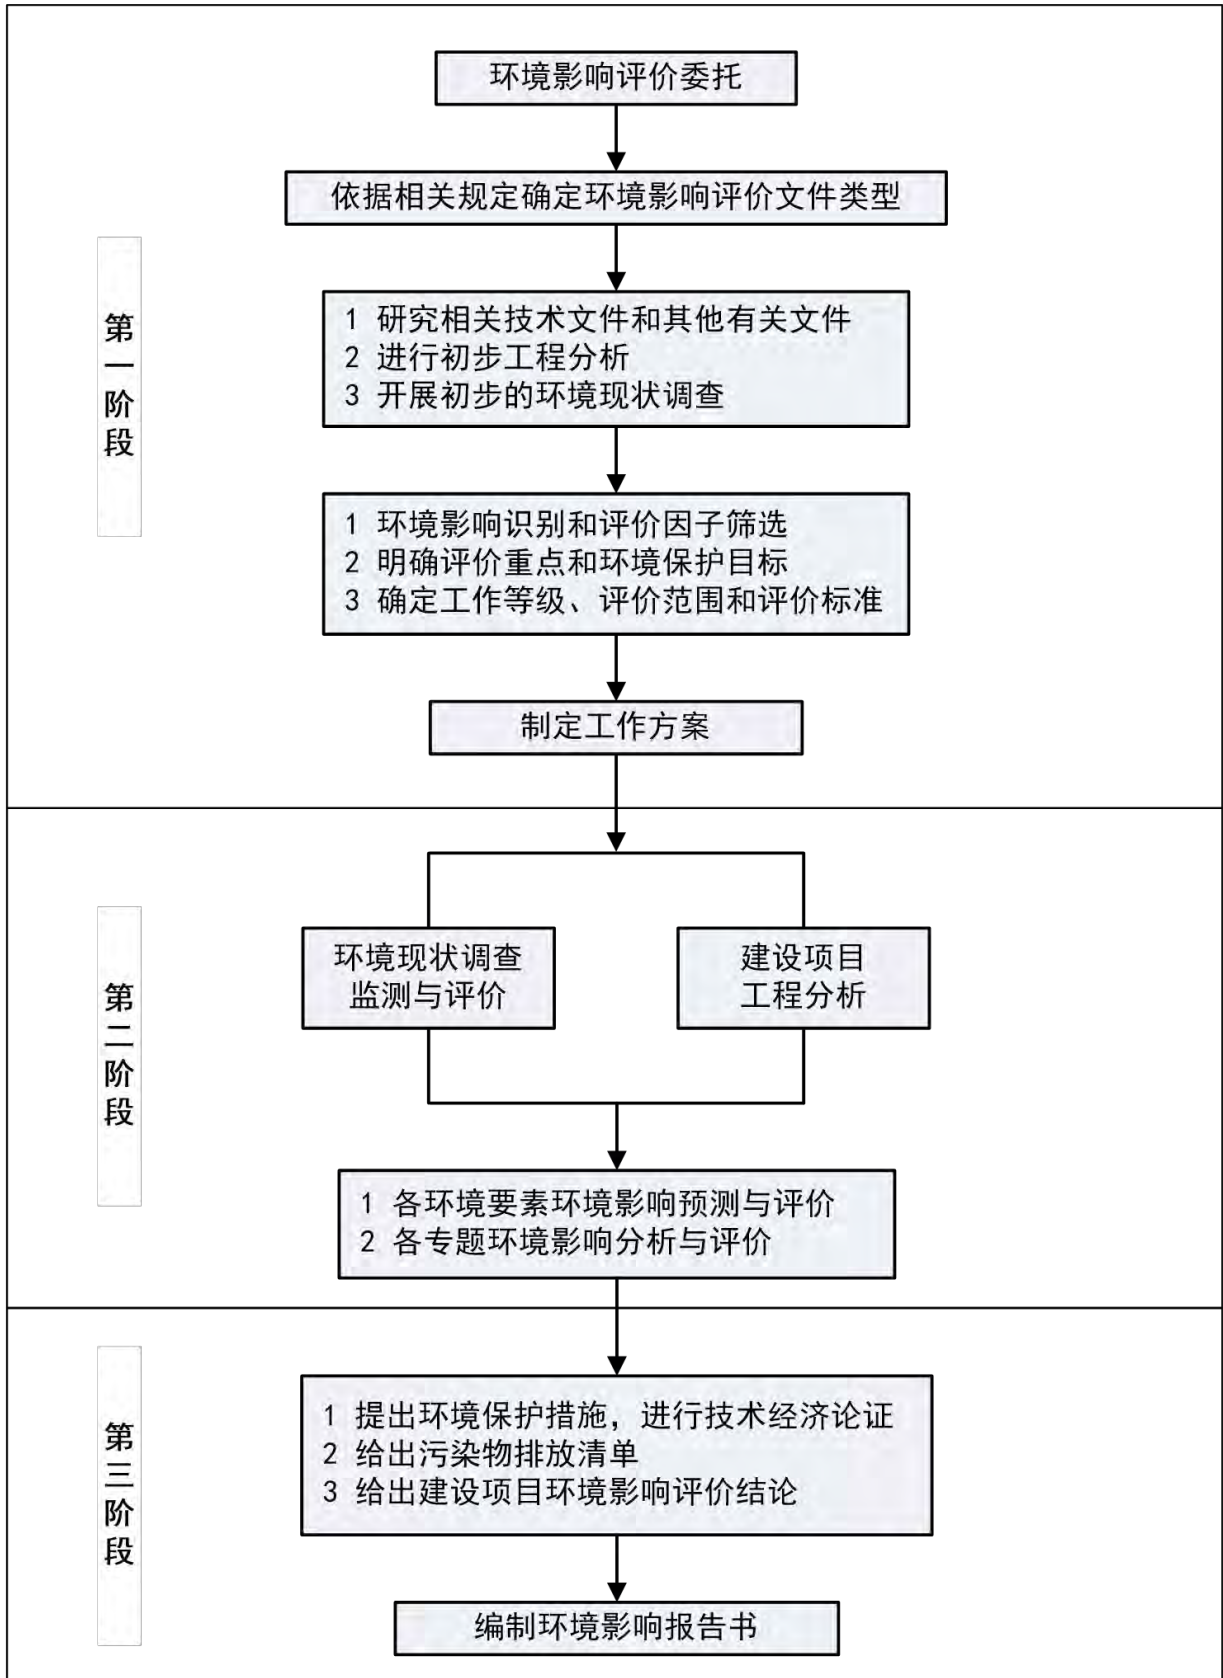 环境影响评价委托
依据相关规定确定环境影响评价文件类型
第一阶段
1 研究相关技术文件和其他有关文件
2 进行初步工程分析
3 开展初步的环境现状调查
1 环境影响识别和评价因子筛选
2 明确评价重点和环境保护目标
3 确定工作等级、评价范围和评价标准
制定工作方案
第二阶段
环境现状调查
监测与评价
建设项目
工程分析
1 各环境要素环境影响预测与评价
2 各专题环境影响分析与评价
第三阶段
1 提出环境保护措施，进行技术经济论证
2 给出污染物排放清单
3 给出建设项目环境影响评价结论
编制环境影响报告书